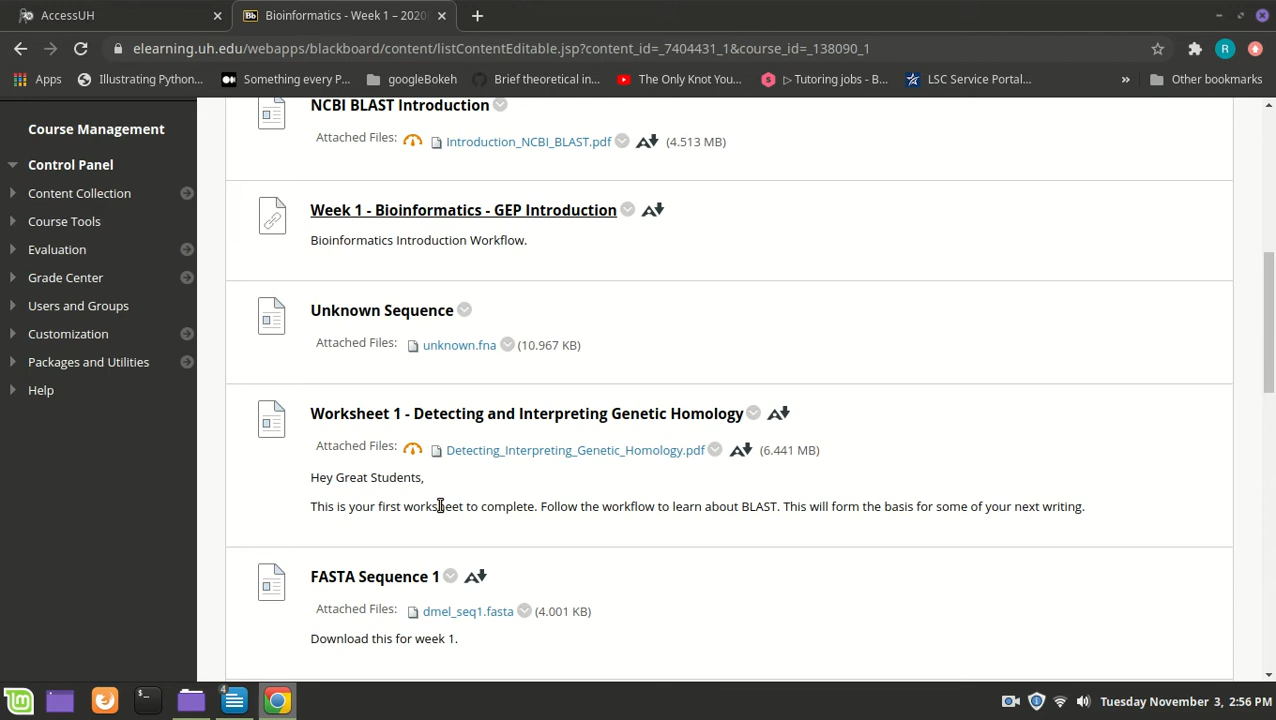 AccessUH
Bb Bioinformatics - Week 1 – 2020
elearning.uh.edu/webapps/blackboard/content/listContentEditable.jsp?content_id=_7404431_1&course_id=_138090_1
R
Apps Illustrating Python... Something every P... googleBokeh Brief theoretical in... The Only Knot You... ▷ Tutoring jobs - B... LSC Service Portal... » Other bookmarks
Course Management
Control Panel
Content Collection
Course Tools
Evaluation
Grade Center
Users and Groups
Customization
Packages and Utilities
Help
NCBI BLAST Introduction
Attached Files: Introduction_NCBI_BLAST.pdf (4.513 MB)
Week 1 - Bioinformatics - GEP Introduction
Bioinformatics Introduction Workflow.
Unknown Sequence
Attached Files: unknown.fna (10.967 KB)
Worksheet 1 - Detecting and Interpreting Genetic Homology
Attached Files: Detecting_Interpreting_Genetic_Homology.pdf (6.441 MB)
Hey Great Students,
This is your first worksheet to complete. Follow the workflow to learn about BLAST. This will form the basis for some of your next writing.
FASTA Sequence 1
Attached Files: dmel_seq1.fasta (4.001 KB)
Download this for week 1.
4
Tuesday November 3, 2:56 PM